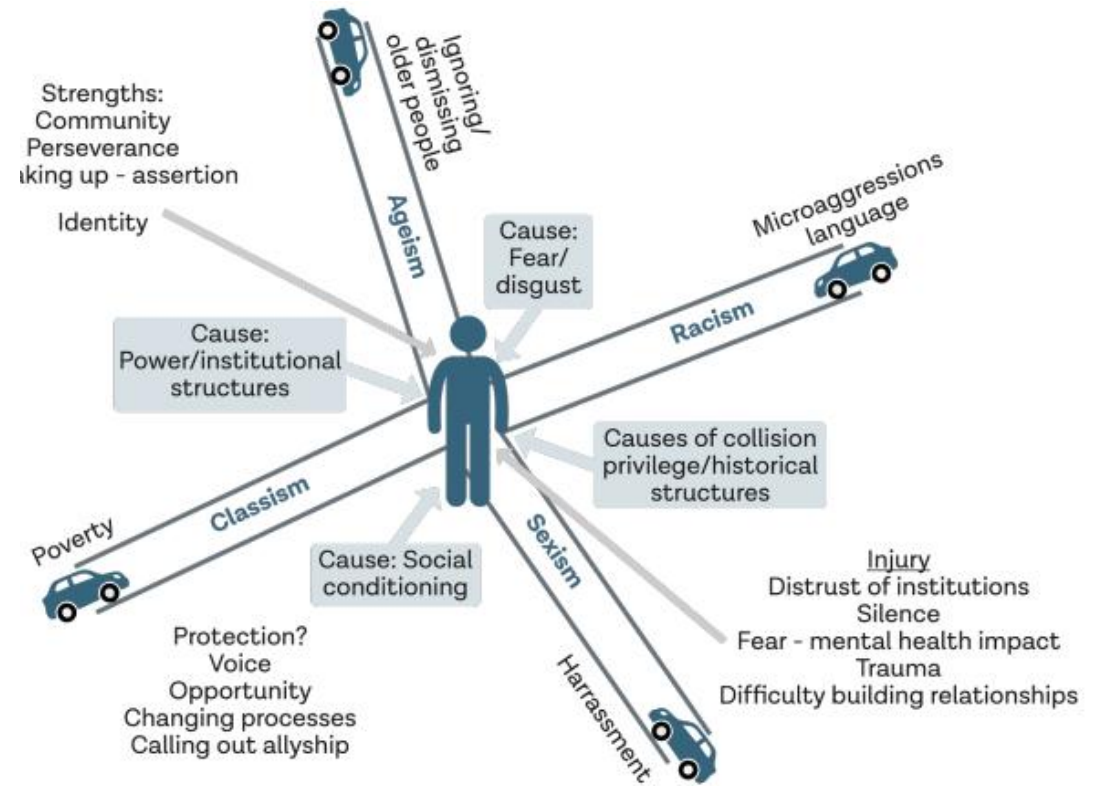 Strengths:
Community
Perseverance
aking up - assertion
Identity
Ignoring/
dismissing
older people
Ageism
Cause:
Fear/
disgust
Microaggressions
language
Racism
Cause:
Power/institutional
structures
Causes of collision
privilege/historical
structures
Classism
Poverty
Cause: Social
conditioning
Sexism
Harrassment
Injury
Distrust of institutions
Silence
Fear - mental health impact
Trauma
Difficulty building relationships
Protection?
Voice
Opportunity
Changing processes
Calling out allyship